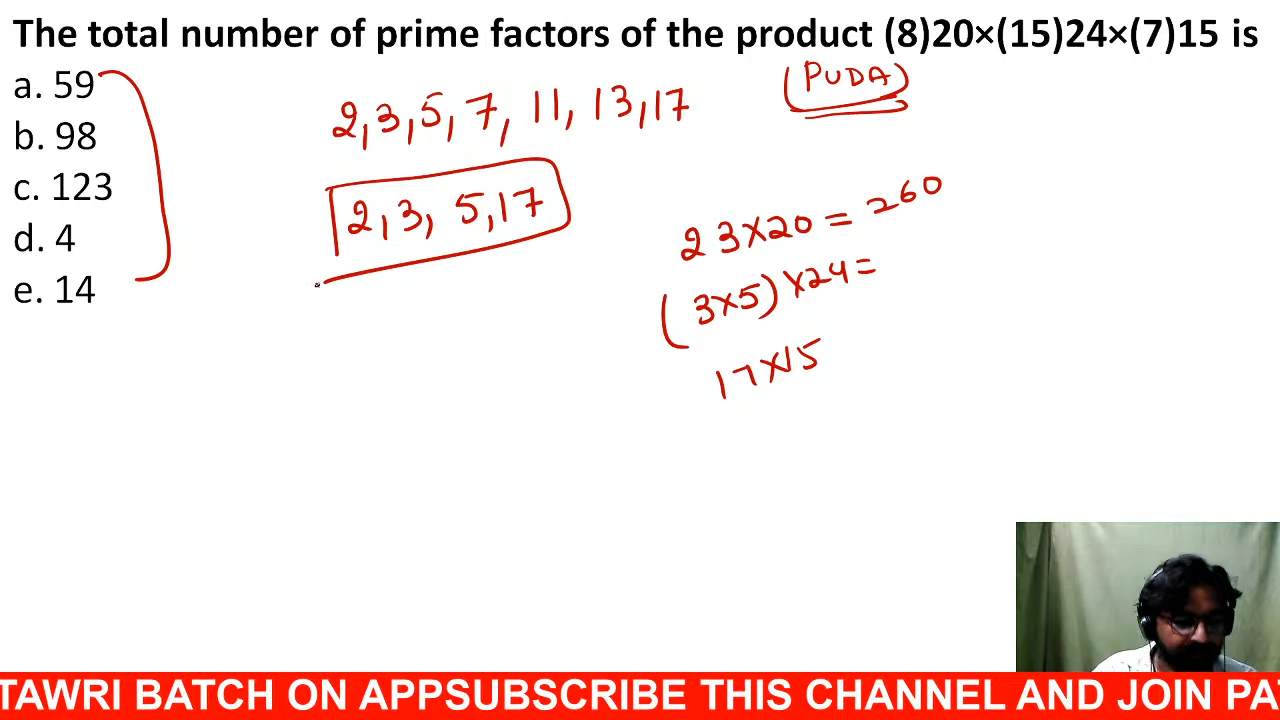 The total number of prime factors of the product (8)20×(15)24×(7)15 is
a. 59
b. 98
c. 123
d. 4
e. 14
(PUDA)
2,3,5,7,11,13,17
2,3, 5,17
23×20=260
(3×5)×24=
17×15
TAWRI BATCH ON APPSUBSCRIBE THIS CHANNEL AND JOIN PA